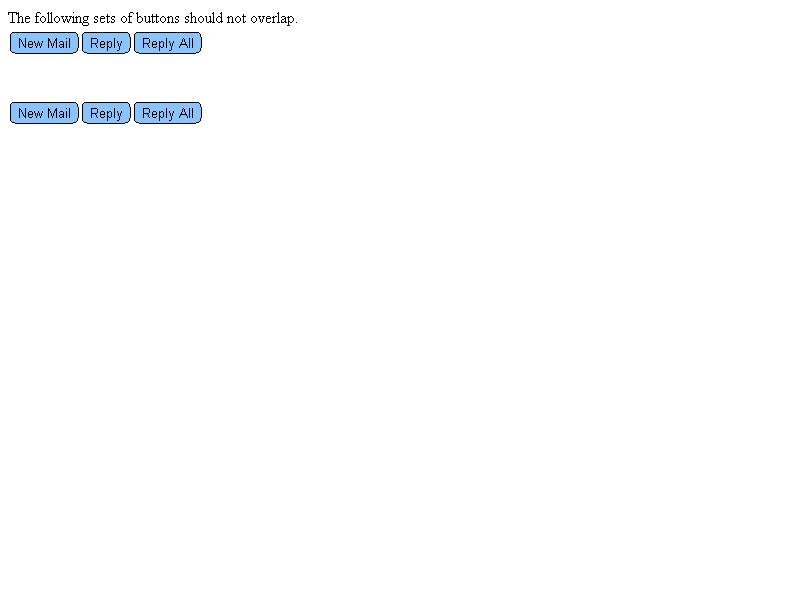 The following sets of buttons should not overlap.
New Mail Reply Reply All
New Mail Reply Reply All